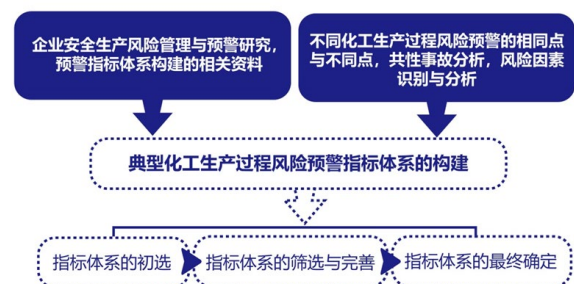 企业安全生产风险管理与预警研究，
预警指标体系构建的相关资料
不同化工生产过程风险预警的相同点
与不同点，共性事故分析，风险因素
识别与分析
典型化工生产过程风险预警指标体系的构建
指标体系的初选
指标体系的筛选与完善
指标体系的最终确定